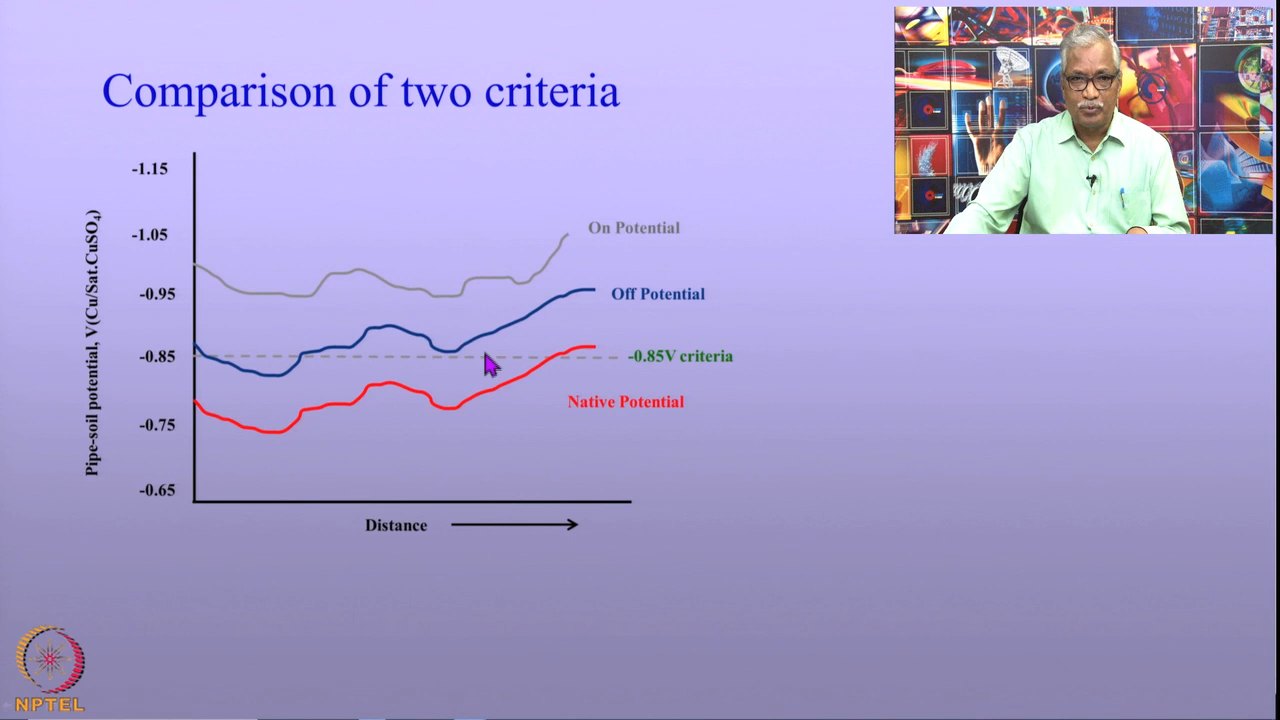 Comparison of two criteria
Pipe-soil potential, V(Cu/Sat.CuSO₄)
-1.15
-1.05
-0.95
-0.85
-0.75
-0.65
On Potential
Off Potential
-0.85V criteria
Native Potential
Distance
NPTEL